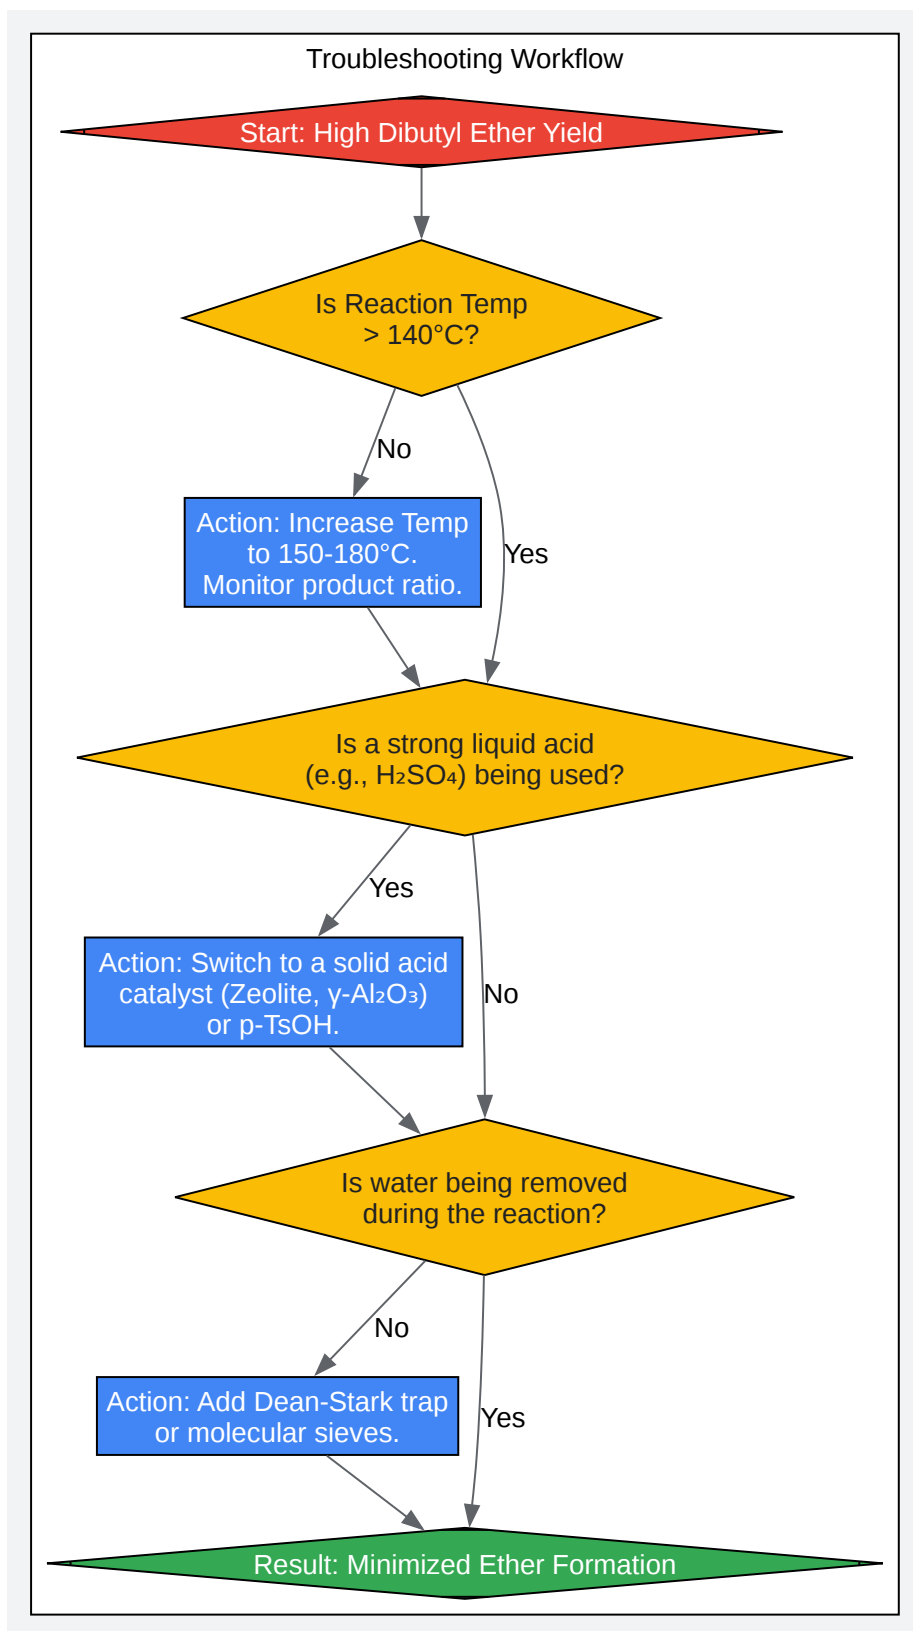 Troubleshooting Workflow
Start: High Dibutyl Ether Yield
Is Reaction Temp
> 140°C?
No
Action: Increase Temp
to 150-180°C.
Monitor product ratio.
Yes
Is a strong liquid acid
(e.g., H₂SO₄) being used?
Yes
Action: Switch to a solid acid
catalyst (Zeolite, γ-Al₂O₃)
or p-TsOH.
No
Is water being removed
during the reaction?
No
Action: Add Dean-Stark trap
or molecular sieves.
Yes
Result: Minimized Ether Formation